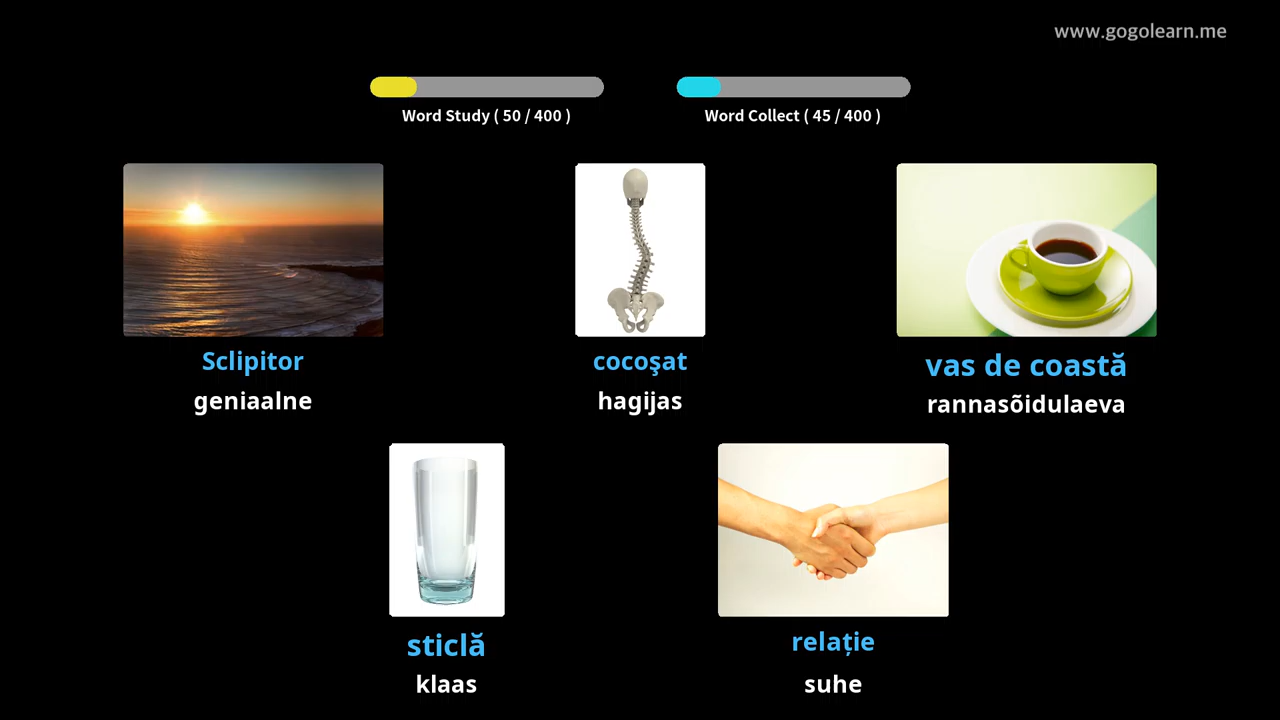 www.gogolearn.me
Word Study ( 50 / 400 )
Word Collect ( 45 / 400 )
Sclipitor
geniaalne
cocoşat
hagijas
vas de coastă
rannasõidulaeva
sticlă
klaas
relație
suhe